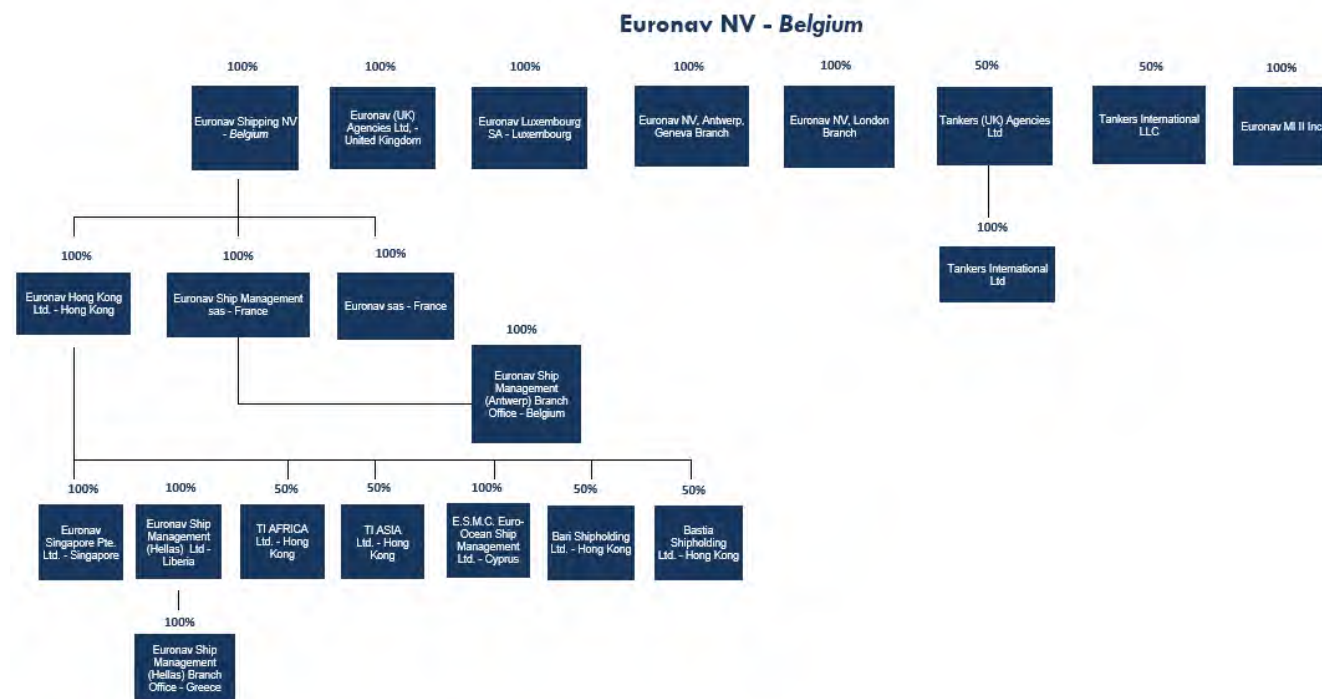 Euronav NV - Belgium
100%
100%
100%
100%
100%
50%
50%
100%
Euronav Shipping NV
- Belgium
Euronav (UK)
Agencies Ltd, -
United Kingdom
Euronav Luxembourg
SA - Luxembourg
Euronav NV, Antwerp,
Geneva Branch
Euronav NV, London
Branch
Tankers (UK) Agencies
Ltd
Tankers International
LLC
Euronav MI II Inc
100%
100%
100%
100%
Euronav Hong Kong
Ltd. - Hong Kong
Euronav Ship Management
sas - France
Euronav sas - France
Tankers International
Ltd
100%
Euronav Ship
Management
(Antwerp) Branch
Office - Belgium
100%
100%
50%
50%
100%
50%
50%
Euronav
Singapore Pte.
Ltd. - Singapore
Euronav Ship
Management
(Hellas) Ltd -
Liberia
TI AFRICA
Ltd. - Hong
Kong
TI ASIA
Ltd. - Hong
Kong
E.S.M.C. Euro-
Ocean Ship
Management
Ltd. - Cyprus
Bari Shipholding
Ltd. - Hong Kong
Bastia
Shipholding
Ltd. - Hong Kong
100%
Euronav Ship
Management
(Hellas) Branch
Office - Greece